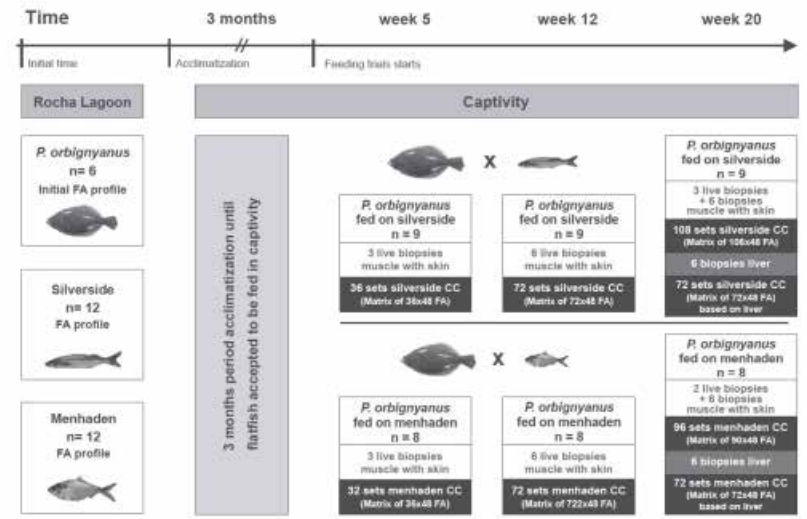 Time
3 months
week 5
week 12
week 20
Initial time
Acclimatization
Feeding trials starts
Rocha Lagoon
Captivity
P. orbignyanus
n= 6
Initial FA profile
Silverside
n= 12
FA profile
Menhaden
n= 12
FA profile
3 months period acclimatization until
flatfish accepted to be fed in captivity
X
P. orbignyanus
fed on silverside
n = 9
3 live biopsies
muscle with skin
36 sets silverside CC
(Matrix of 36x48 FA)
P. orbignyanus
fed on silverside
n = 9
6 live biopsies
muscle with skin
72 sets silverside CC
(Matrix of 72x48 FA)
P. orbignyanus
fed on silverside
n = 9
3 live biopsies
+ 6 biopsies
muscle with skin
108 sets silverside CC
(Matrix of 108x48 FA)
6 biopsies liver
72 sets silverside CC
(Matrix of 72x48 FA)
based on liver
X
P. orbignyanus
fed on menhaden
n = 8
3 live biopsies
muscle with skin
32 sets menhaden CC
(Matrix of 36x48 FA)
P. orbignyanus
fed on menhaden
n = 8
6 live biopsies
muscle with skin
72 sets menhaden CC
(Matrix of 722x48 FA)
P. orbignyanus
fed on menhaden
n = 8
2 live biopsies
+ 6 biopsies
muscle with skin
96 sets menhaden CC
(Matrix of 90x48 FA)
6 biopsies liver
72 sets menhaden CC
(Matrix of 72x48 FA)
based on liver